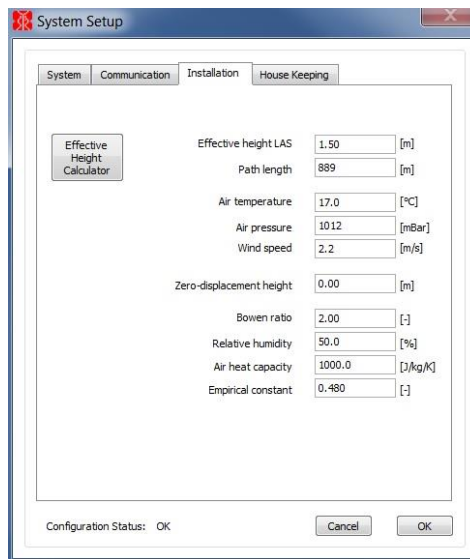 System Setup
System Communication Installation House Keeping
Effective
Height
Calculator
Effective height LAS 1.50 [m]
Path length 889 [m]
Air temperature 17.0 [°C]
Air pressure 1012 [mBar]
Wind speed 2.2 [m/s]
Zero-displacement height 0.00 [m]
Bowen ratio 2.00 [-]
Relative humidity 50.0 [%]
Air heat capacity 1000.0 [J/kg/K]
Empirical constant 0.480 [-]
Configuration Status: OK Cancel OK